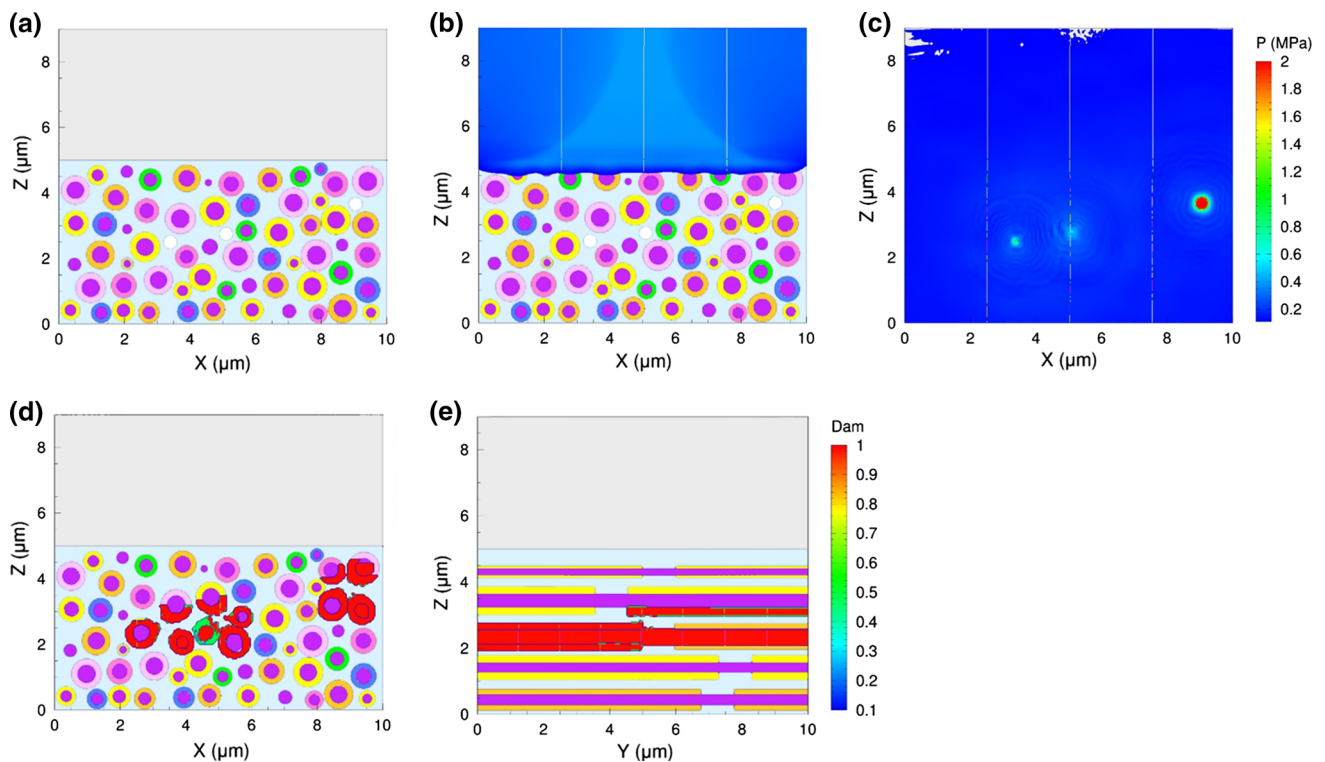 (a)
8
6
4
2
0
Z (µm)
0 2 4 6 8 10
X (µm)
(b)
8
6
4
2
0
Z (µm)
0 2 4 6 8 10
X (µm)
(c)
8
6
4
2
0
Z (µm)
0 2 4 6 8 10
X (µm)
P (MPa)
2
1.8
1.6
1.4
1.2
1
0.8
0.6
0.4
0.2
(d)
8
6
4
2
0
Z (µm)
0 2 4 6 8 10
X (µm)
(e)
8
6
4
2
0
Z (µm)
0 2 4 6 8 10
Y (µm)
Dam
1
0.9
0.8
0.7
0.6
0.5
0.4
0.3
0.2
0.1